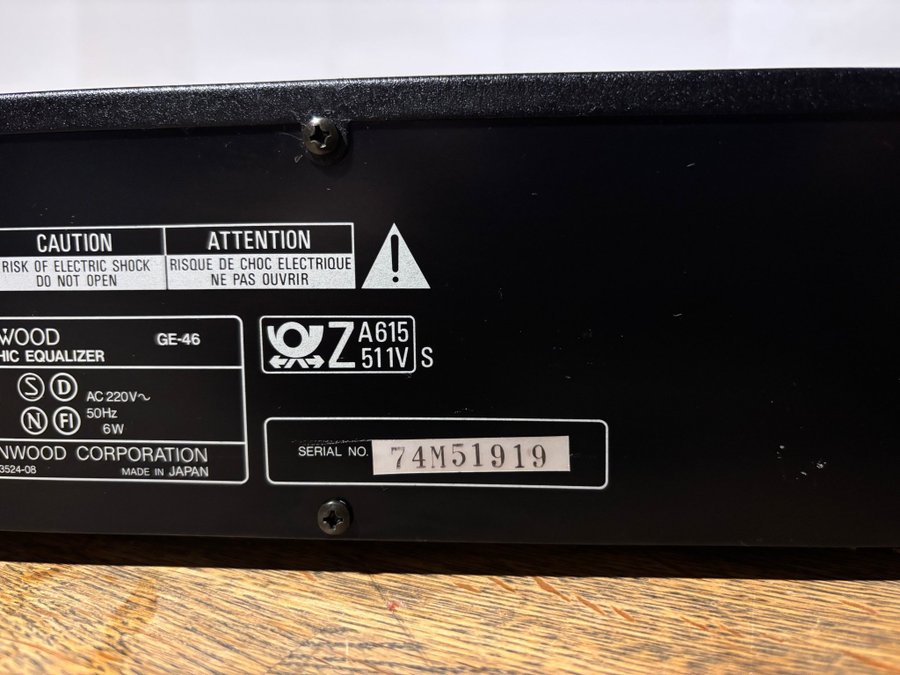 CAUTION
RISK OF ELECTRIC SHOCK
DO NOT OPEN
ATTENTION
RISQUE DE CHOC ELECTRIQUE
NE PAS OUVRIR
!
WOOD GE-46
HIC EQUALIZER
S D
N FI
AC 220V~
50Hz
6W
NWOOD CORPORATION
3524-08 MADE IN JAPAN
Z A615
511V S
SERIAL NO. 74M51919